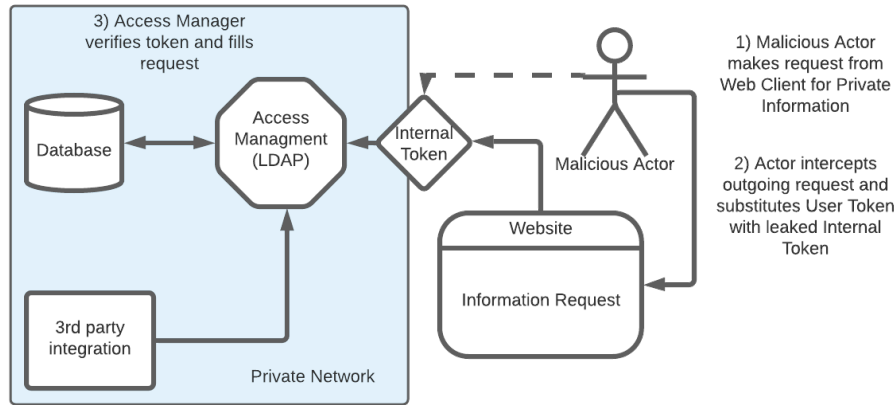 3) Access Manager
verifies token and fills
request
Database
Access
Managment
(LDAP)
Internal
Token
Malicious Actor
1) Malicious Actor
makes request from
Web Client for Private
Information
2) Actor intercepts
outgoing request and
substitutes User Token
with leaked Internal
Token
Website
Information Request
3rd party
integration
Private Network